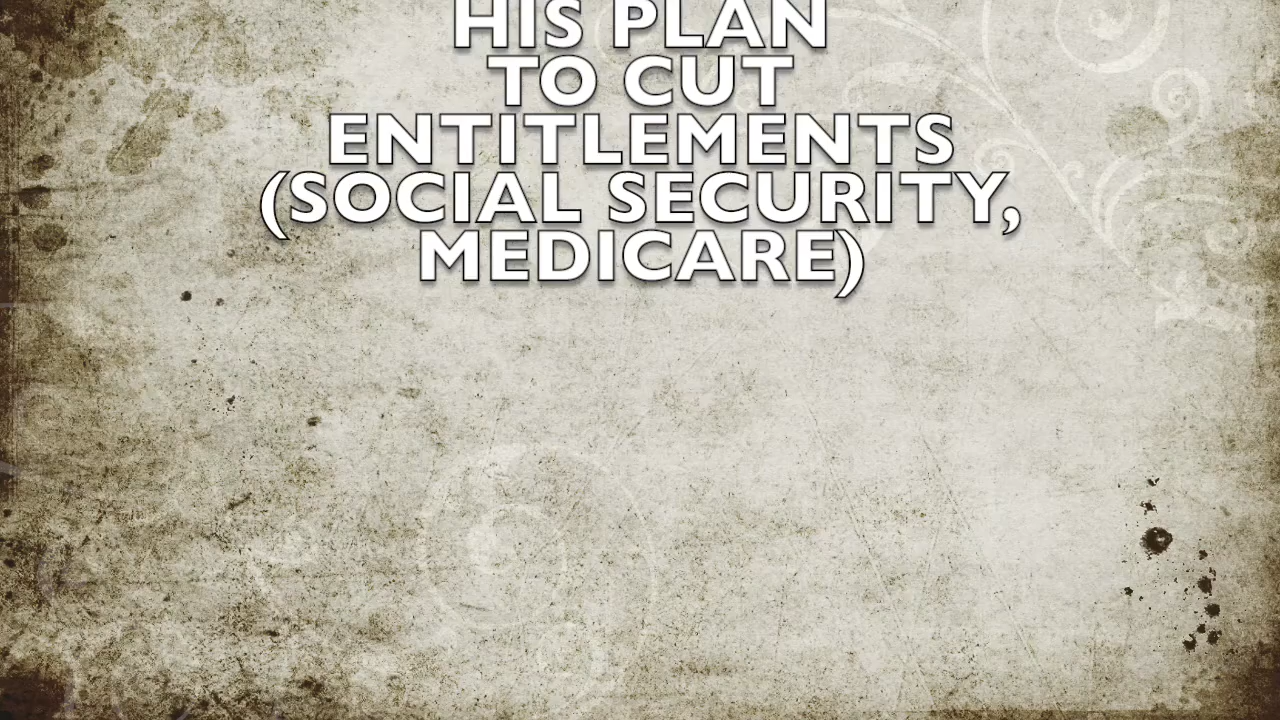 HIS PLAN
TO CUT
ENTITLEMENTS
(SOCIAL SECURITY,
MEDICARE)